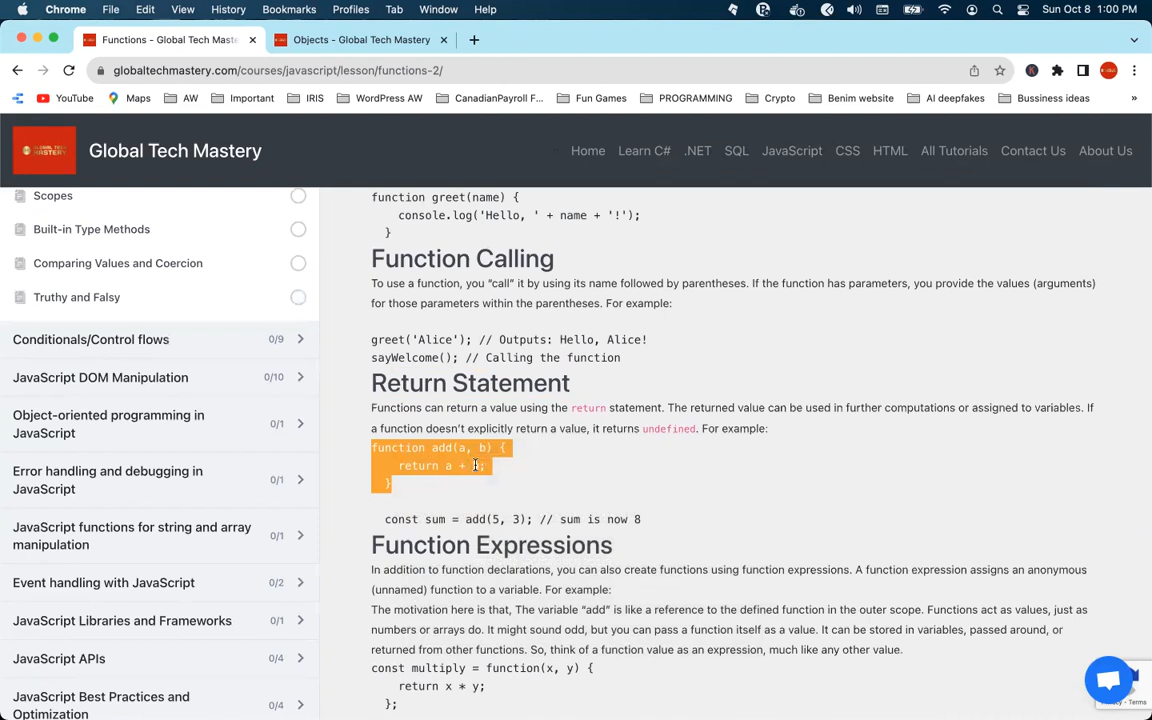 Chrome File Edit View History Bookmarks Profiles Tab Window Help Sun Oct 8 1:00 PM
Functions - Global Tech Maste Objects - Global Tech Mastery
globaltechmastery.com/courses/javascript/lesson/functions-2/
YouTube Maps AW Important IRIS WordPress AW CanadianPayroll F... Fun Games PROGRAMMING Crypto Benim website AI deepfakes Bussiness ideas »
Global Tech Mastery Home Learn C# .NET SQL JavaScript CSS HTML All Tutorials Contact Us About Us
Scopes
Built-in Type Methods
Comparing Values and Coercion
Truthy and Falsy
Conditionals/Control flows 0/9
JavaScript DOM Manipulation 0/10
Object-oriented programming in
JavaScript 0/1
Error handling and debugging in
JavaScript 0/1
JavaScript functions for string and array
manipulation 0/1
Event handling with JavaScript 0/2
JavaScript Libraries and Frameworks 0/1
JavaScript APIs 0/4
JavaScript Best Practices and
Optimization 0/4
function greet(name) {
console.log('Hello, ' + name + '!');
}
Function Calling
To use a function, you “call” it by using its name followed by parentheses. If the function has parameters, you provide the values (arguments)
for those parameters within the parentheses. For example:
greet('Alice'); // Outputs: Hello, Alice!
sayWelcome(); // Calling the function
Return Statement
Functions can return a value using the return statement. The returned value can be used in further computations or assigned to variables. If
a function doesn’t explicitly return a value, it returns undefined. For example:
function add(a, b) {
return a + b;
}
const sum = add(5, 3); // sum is now 8
Function Expressions
In addition to function declarations, you can also create functions using function expressions. A function expression assigns an anonymous
(unnamed) function to a variable. For example:
The motivation here is that, The variable “add” is like a reference to the defined function in the outer scope. Functions act as values, just as
numbers or arrays do. It might sound odd, but you can pass a function itself as a value. It can be stored in variables, passed around, or
returned from other functions. So, think of a function value as an expression, much like any other value.
const multiply = function(x, y) {
return x * y;
};
- Terms